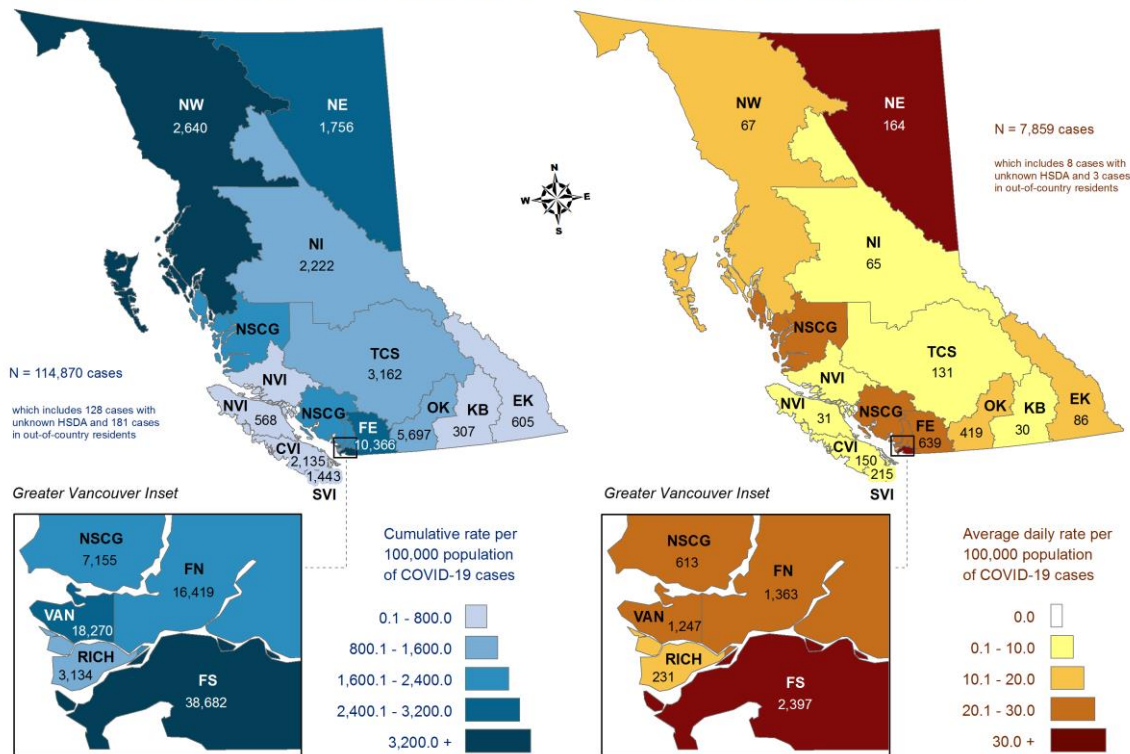 NW
2,640
NE
1,756
NI
2,222
NSCG
TCS
3,162
N = 114,870 cases
which includes 128 cases with
unknown HSDA and 181 cases
in out-of-country residents
NVI
NVI
568
NSCG
FE
10,366
OK
5,697
KB
307
EK
605
CVI
2,135
1,443
SVI
Greater Vancouver Inset
NSCG
7,155
FN
16,419
VAN
18,270
RICH
3,134
FS
38,682
Cumulative rate per
100,000 population
of COVID-19 cases
0.1 - 800.0
800.1 - 1,600.0
1,600.1 - 2,400.0
2,400.1 - 3,200.0
3,200.0 +
N
W
E
S
NW
67
NE
164
N = 7,859 cases
which includes 8 cases with
unknown HSDA and 3 cases
in out-of-country residents
NI
65
NSCG
TCS
131
NVI
NVI
31
NSCG
FE
639
OK
419
KB
30
EK
86
CVI
150
215
SVI
Greater Vancouver Inset
NSCG
613
FN
1,363
VAN
1,247
RICH
231
FS
2,397
Average daily rate per
100,000 population
of COVID-19 cases
0.0
0.1 - 10.0
10.1 - 20.0
20.1 - 30.0
30.0 +